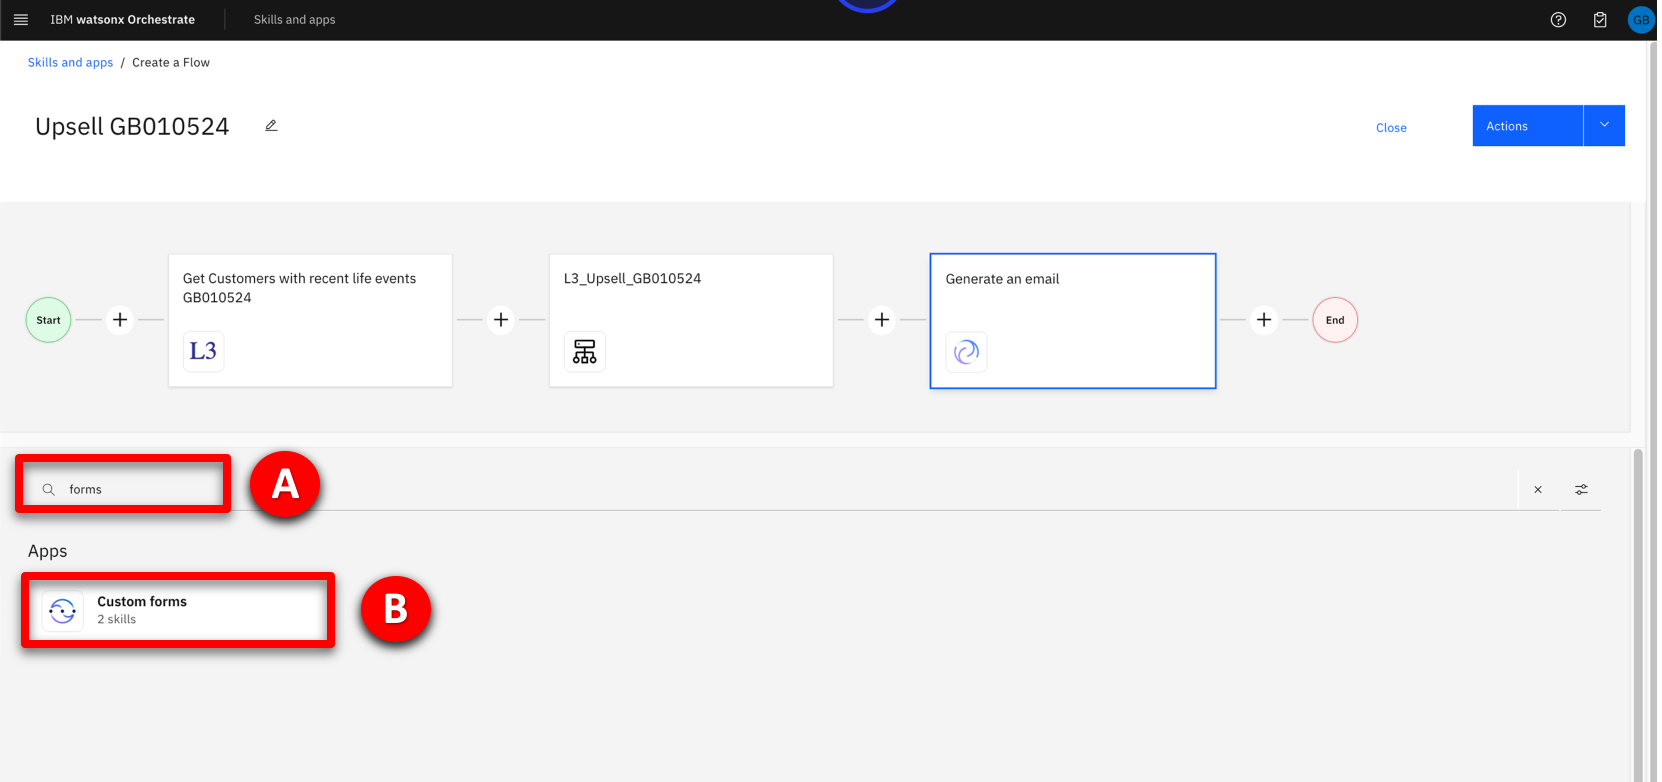 IBM watsonx Orchestrate
Skills and apps
GB
Skills and apps / Create a Flow
Upsell GB010524
Close
Actions
Start
Get Customers with recent life events
GB010524
L3
L3_Upsell_GB010524
Generate an email
End
forms
A
Apps
Custom forms
2 skills
B